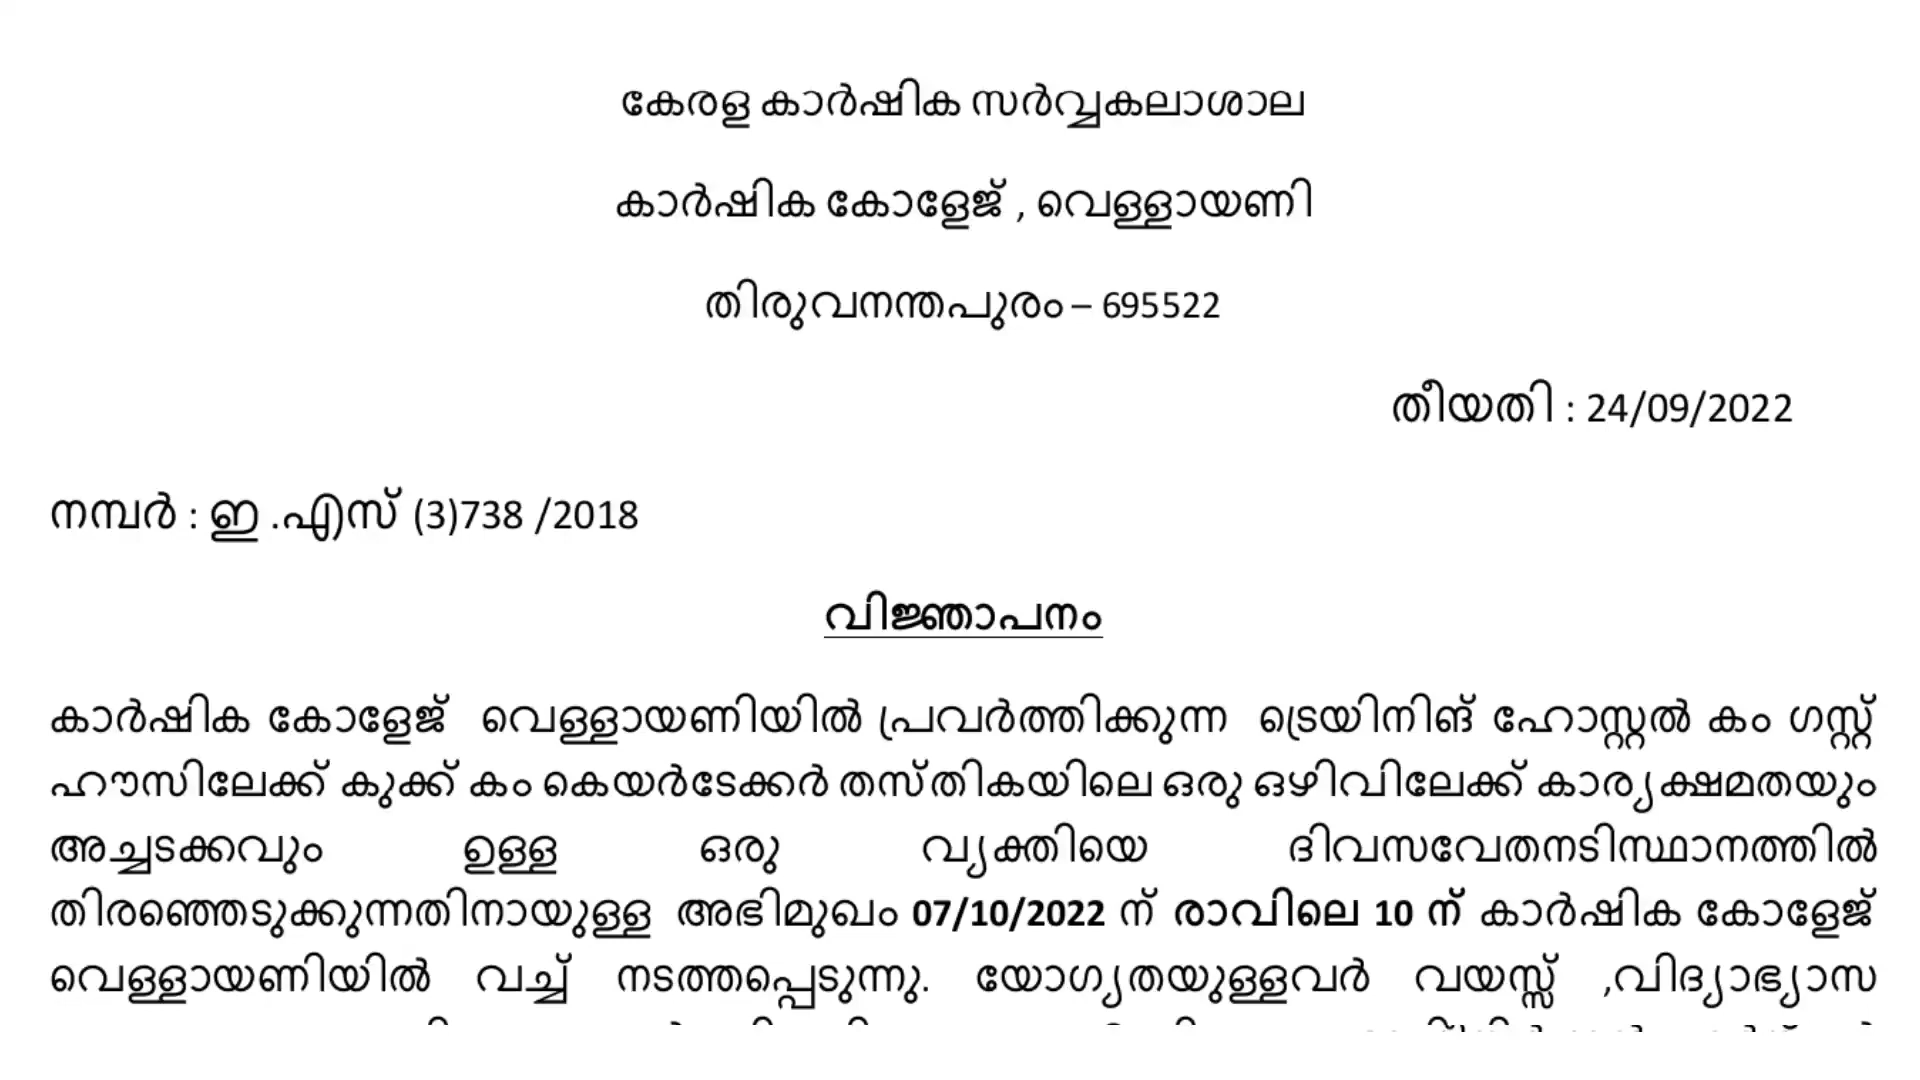 കേരള കാർഷിക സർവ്വകലാശാല
കാർഷിക കോളേജ് , വെള്ളായണി
തിരുവനന്തപുരം – 695522
തീയതി : 24/09/2022
നമ്പർ : ഇ .എസ് (3)738 /2018
വിജ്ഞാപനം
കാർഷിക കോളേജ് വെള്ളായണിയിൽ പ്രവർത്തിക്കുന്ന ട്രെയിനിങ് ഹോസ്റ്റൽ കം ഗസ്റ്റ്
ഹൗസിലേക്ക് കുക്ക് കം കെയർടേക്കർ തസ്തികയിലെ ഒരു ഒഴിവിലേക്ക് കാര്യക്ഷമതയും
അച്ചടക്കവും ഉള്ള ഒരു വ്യക്തിയെ ദിവസവേതനടിസ്ഥാനത്തിൽ
തിരഞ്ഞെടുക്കുന്നതിനായുള്ള അഭിമുഖം 07/10/2022 ന് രാവിലെ 10 ന് കാർഷിക കോളേജ്
വെള്ളായണിയിൽ വച്ച് നടത്തപ്പെടുന്നു. യോഗ്യതയുള്ളവർ വയസ്സ് ,വിദ്യാഭ്യാസ